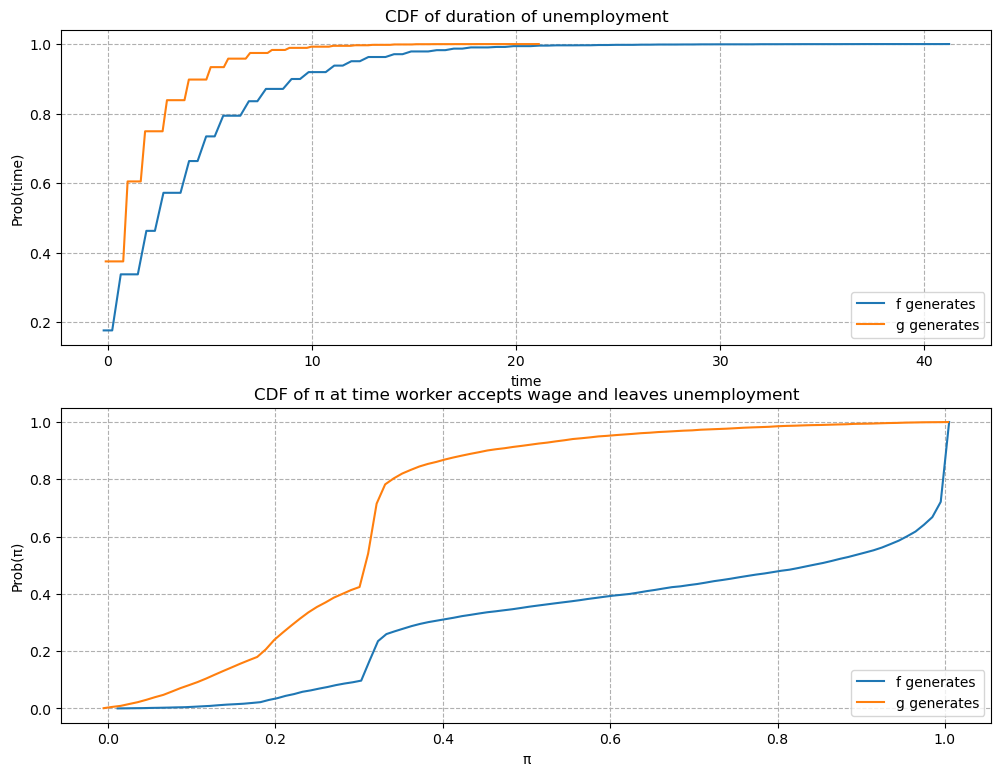 CDF of duration of unemployment
1.0
0.8
0.6
0.4
0.2
Prob(time)
0 10 20 30 40
time
f generates
g generates
CDF of π at time worker accepts wage and leaves unemployment
1.0
0.8
0.6
0.4
0.2
0.0
Prob(π)
0.0 0.2 0.4 0.6 0.8 1.0
π
f generates
g generates